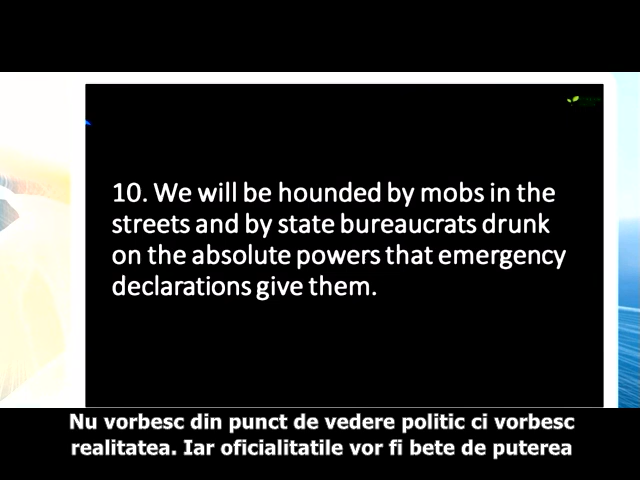 10. We will be hounded by mobs in the
streets and by state bureaucrats drunk
on the absolute powers that emergency
declarations give them.
Nu vorbesc din punct de vedere politic ci vorbesc
realitatea. Iar oficialitatile vor fi bete de puterea